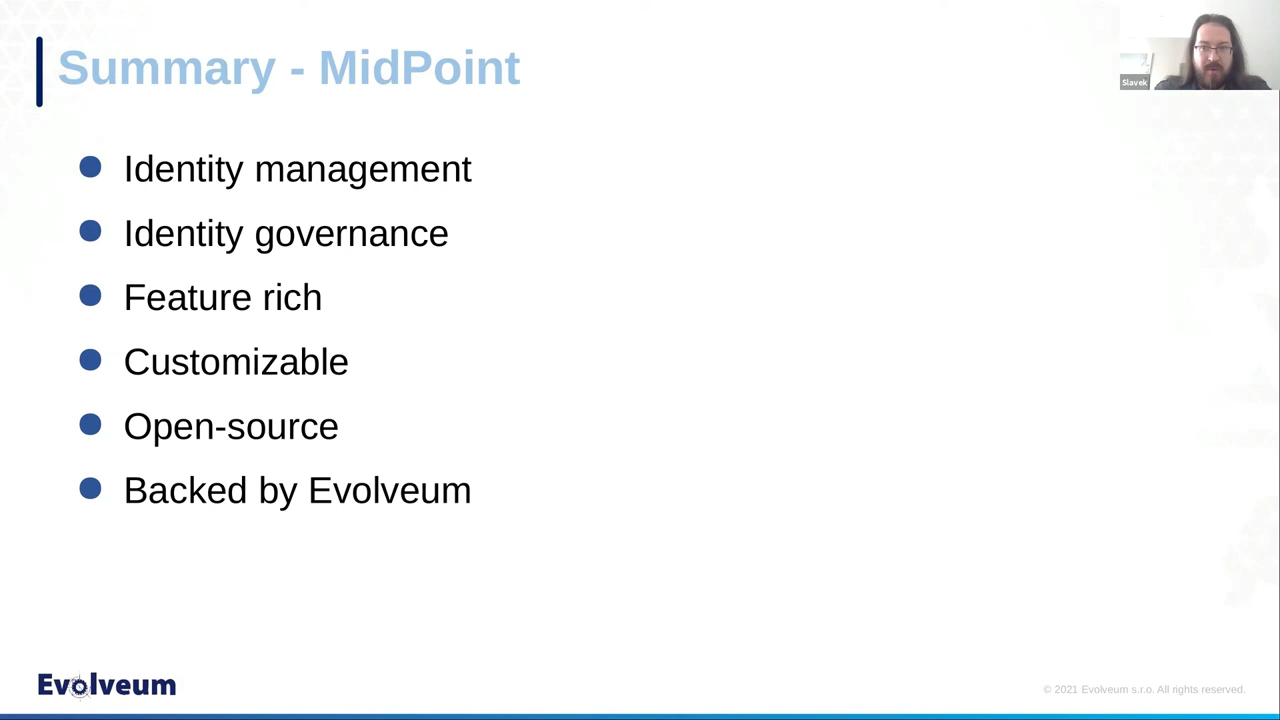 Summary - MidPoint
Slavek
Identity management
Identity governance
Feature rich
Customizable
Open-source
Backed by Evolveum
Evolveum
© 2021 Evolveum s.r.o. All rights reserved.